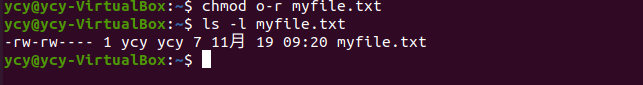 ycy@ycy-VirtualBox:~$ chmod o-r myfile.txt
ycy@ycy-VirtualBox:~$ ls -l myfile.txt
-rw-rw---- 1 ycy ycy 7 11月 19 09:20 myfile.txt
ycy@ycy-VirtualBox:~$